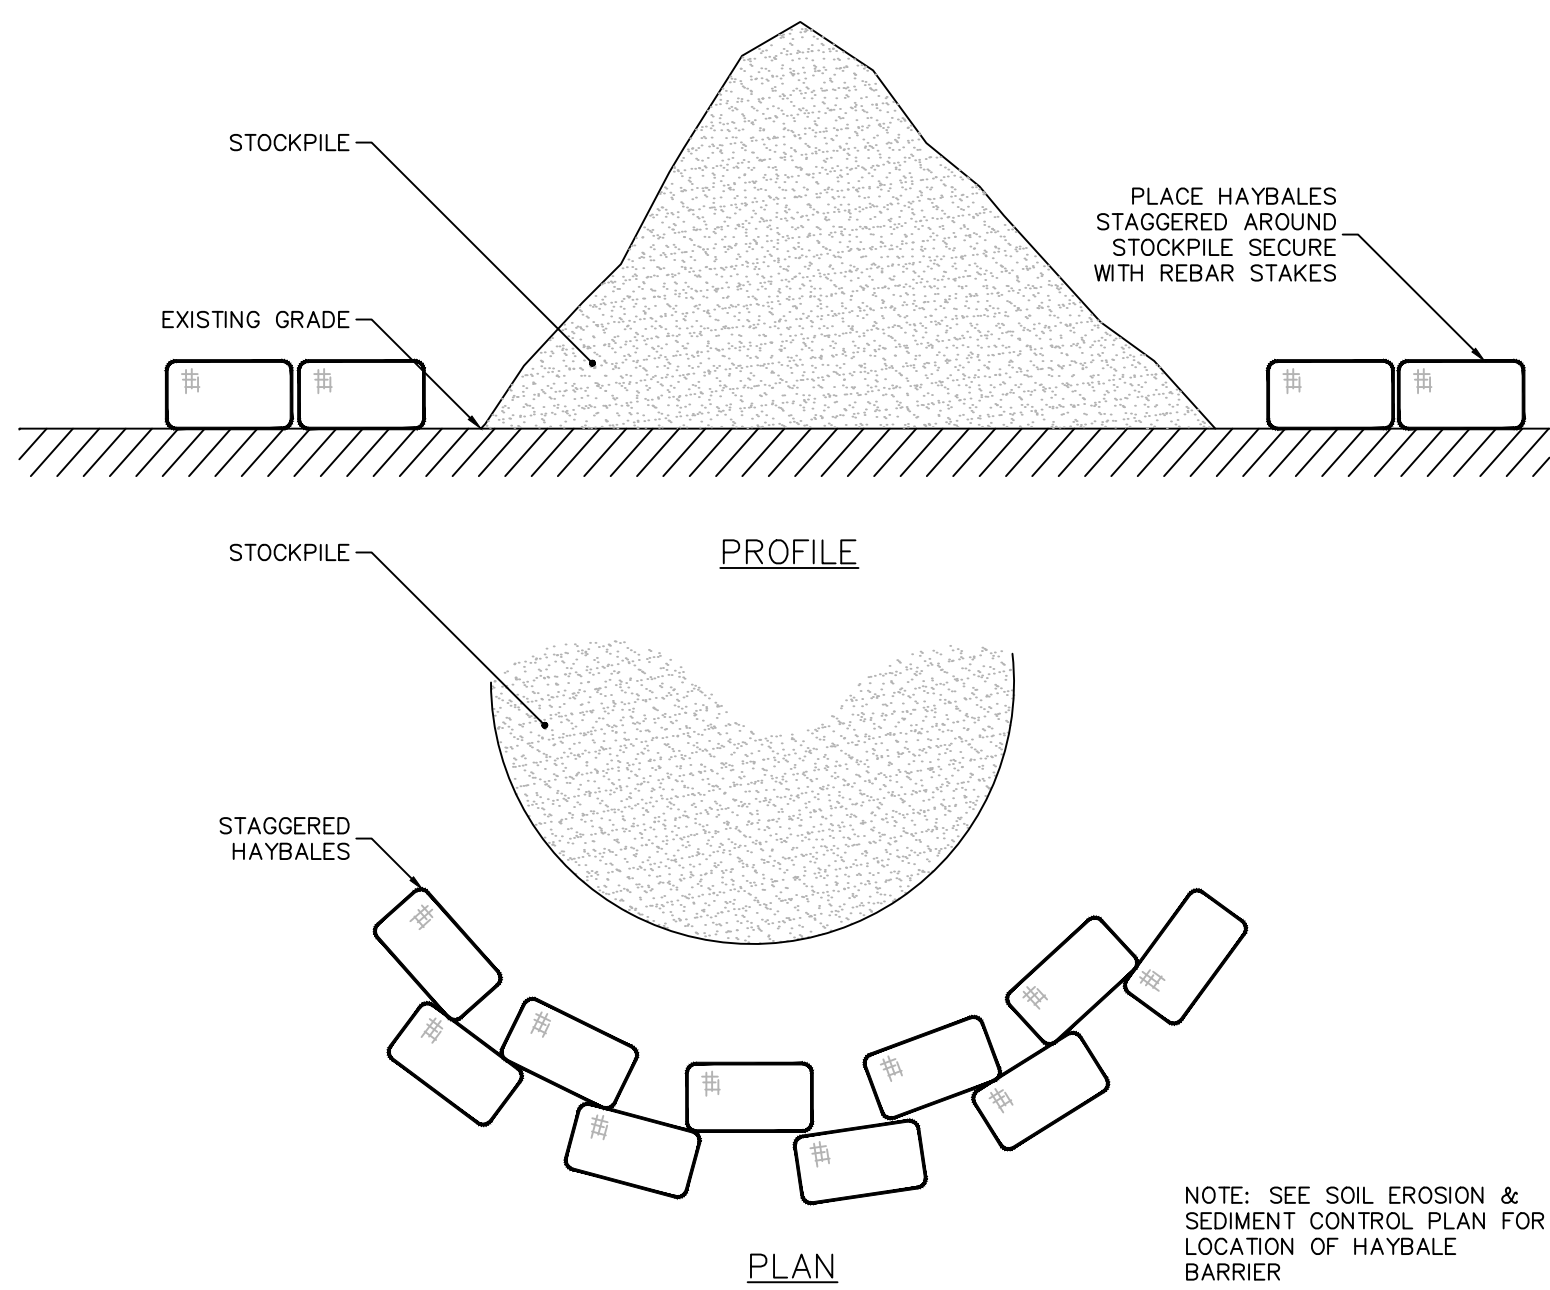 STOCKPILE
PLACE HAYBALES
STAGGERED AROUND
STOCKPILE SECURE
WITH REBAR STAKES
EXISTING GRADE
PROFILE
STOCKPILE
STAGGERED
HAYBALES
NOTE: SEE SOIL EROSION &
SEDIMENT CONTROL PLAN FOR
LOCATION OF HAYBALE
BARRIER
PLAN